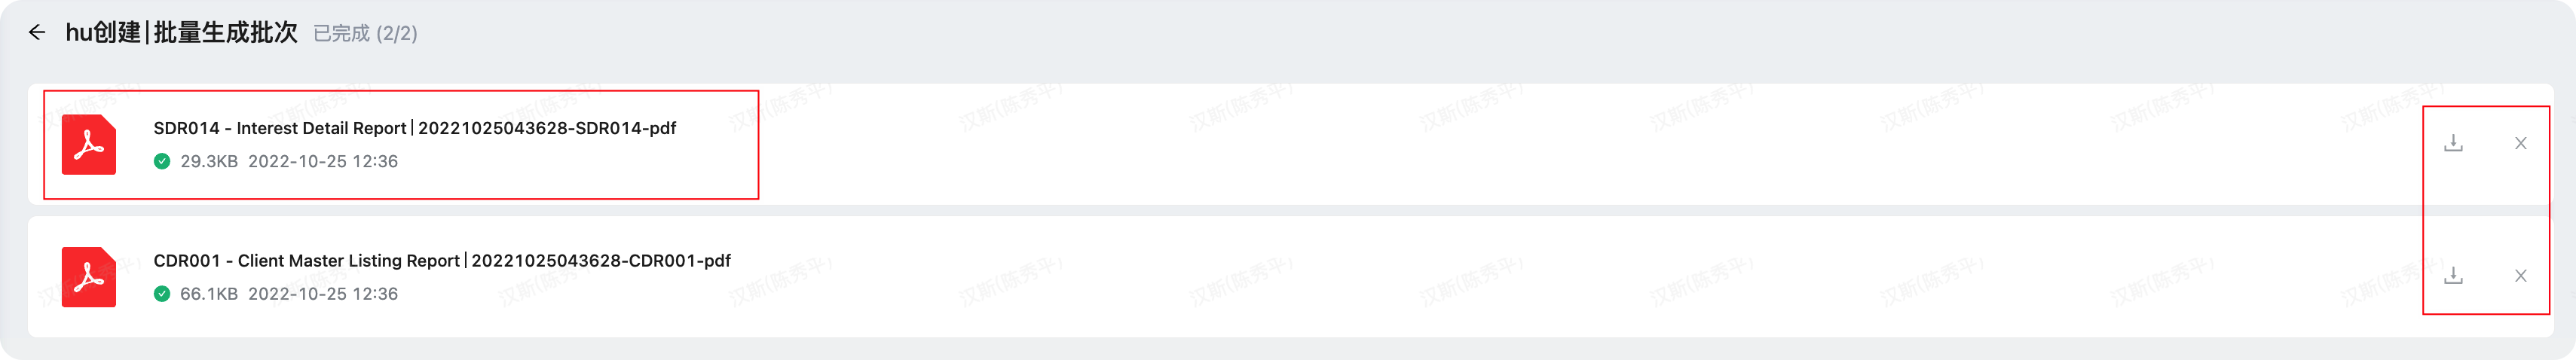 hu创建|批量生成批次 已完成 (2/2)
SDR014 - Interest Detail Report|20221025043628-SDR014-pdf
29.3KB 2022-10-25 12:36
CDR001 - Client Master Listing Report|20221025043628-CDR001-pdf
66.1KB 2022-10-25 12:36
汉斯(陈秀平)